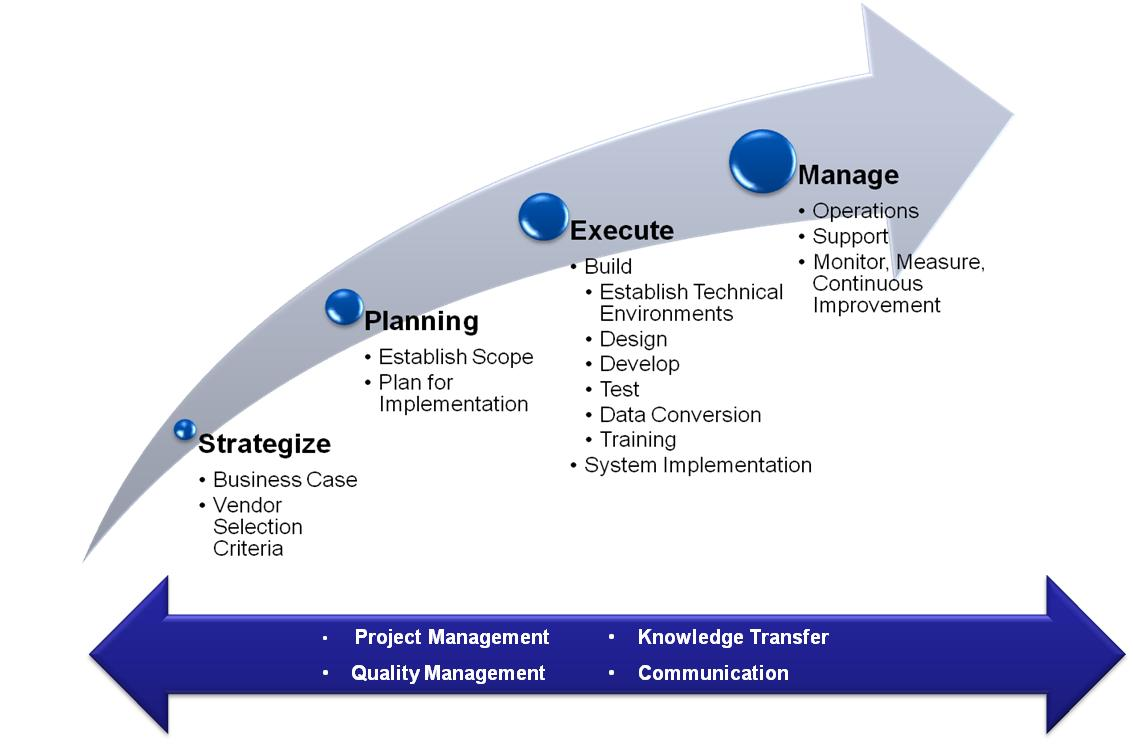 Strategize
• Business Case
• Vendor
Selection
Criteria
Planning
• Establish Scope
• Plan for
Implementation
Execute
• Build
• Establish Technical
Environments
• Design
• Develop
• Test
• Data Conversion
• Training
• System Implementation
Manage
• Operations
• Support
• Monitor, Measure,
Continuous
Improvement
• Project Management
• Quality Management
• Knowledge Transfer
• Communication